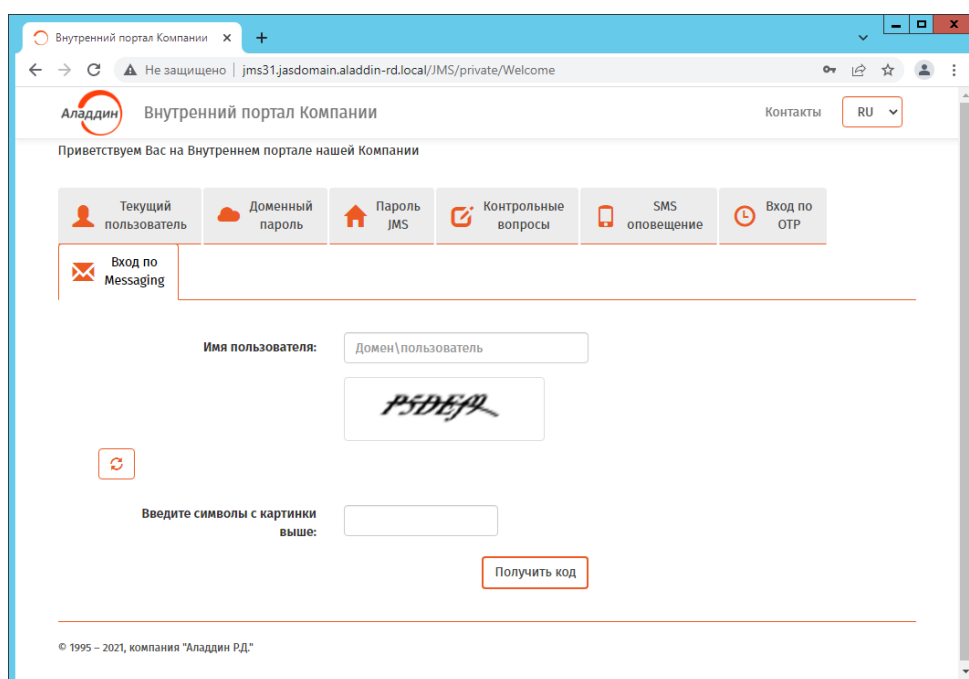 Внутренний портал Компании
Не защищено | jms31.jasdomain.aladdin-rd.local/JMS/private/Welcome
Аладдин
Внутренний портал Компании
Контакты
RU
Приветствуем Вас на Внутреннем портале нашей Компании
Текущий
пользователь
Доменный
пароль
Пароль
JMS
Контрольные
вопросы
SMS
оповещение
Вход по
OTP
Вход по
Messaging
Имя пользователя:
Домен\пользователь
Введите символы с картинки
выше:
Получить код
© 1995 – 2021, компания "Аладдин Р.Д."